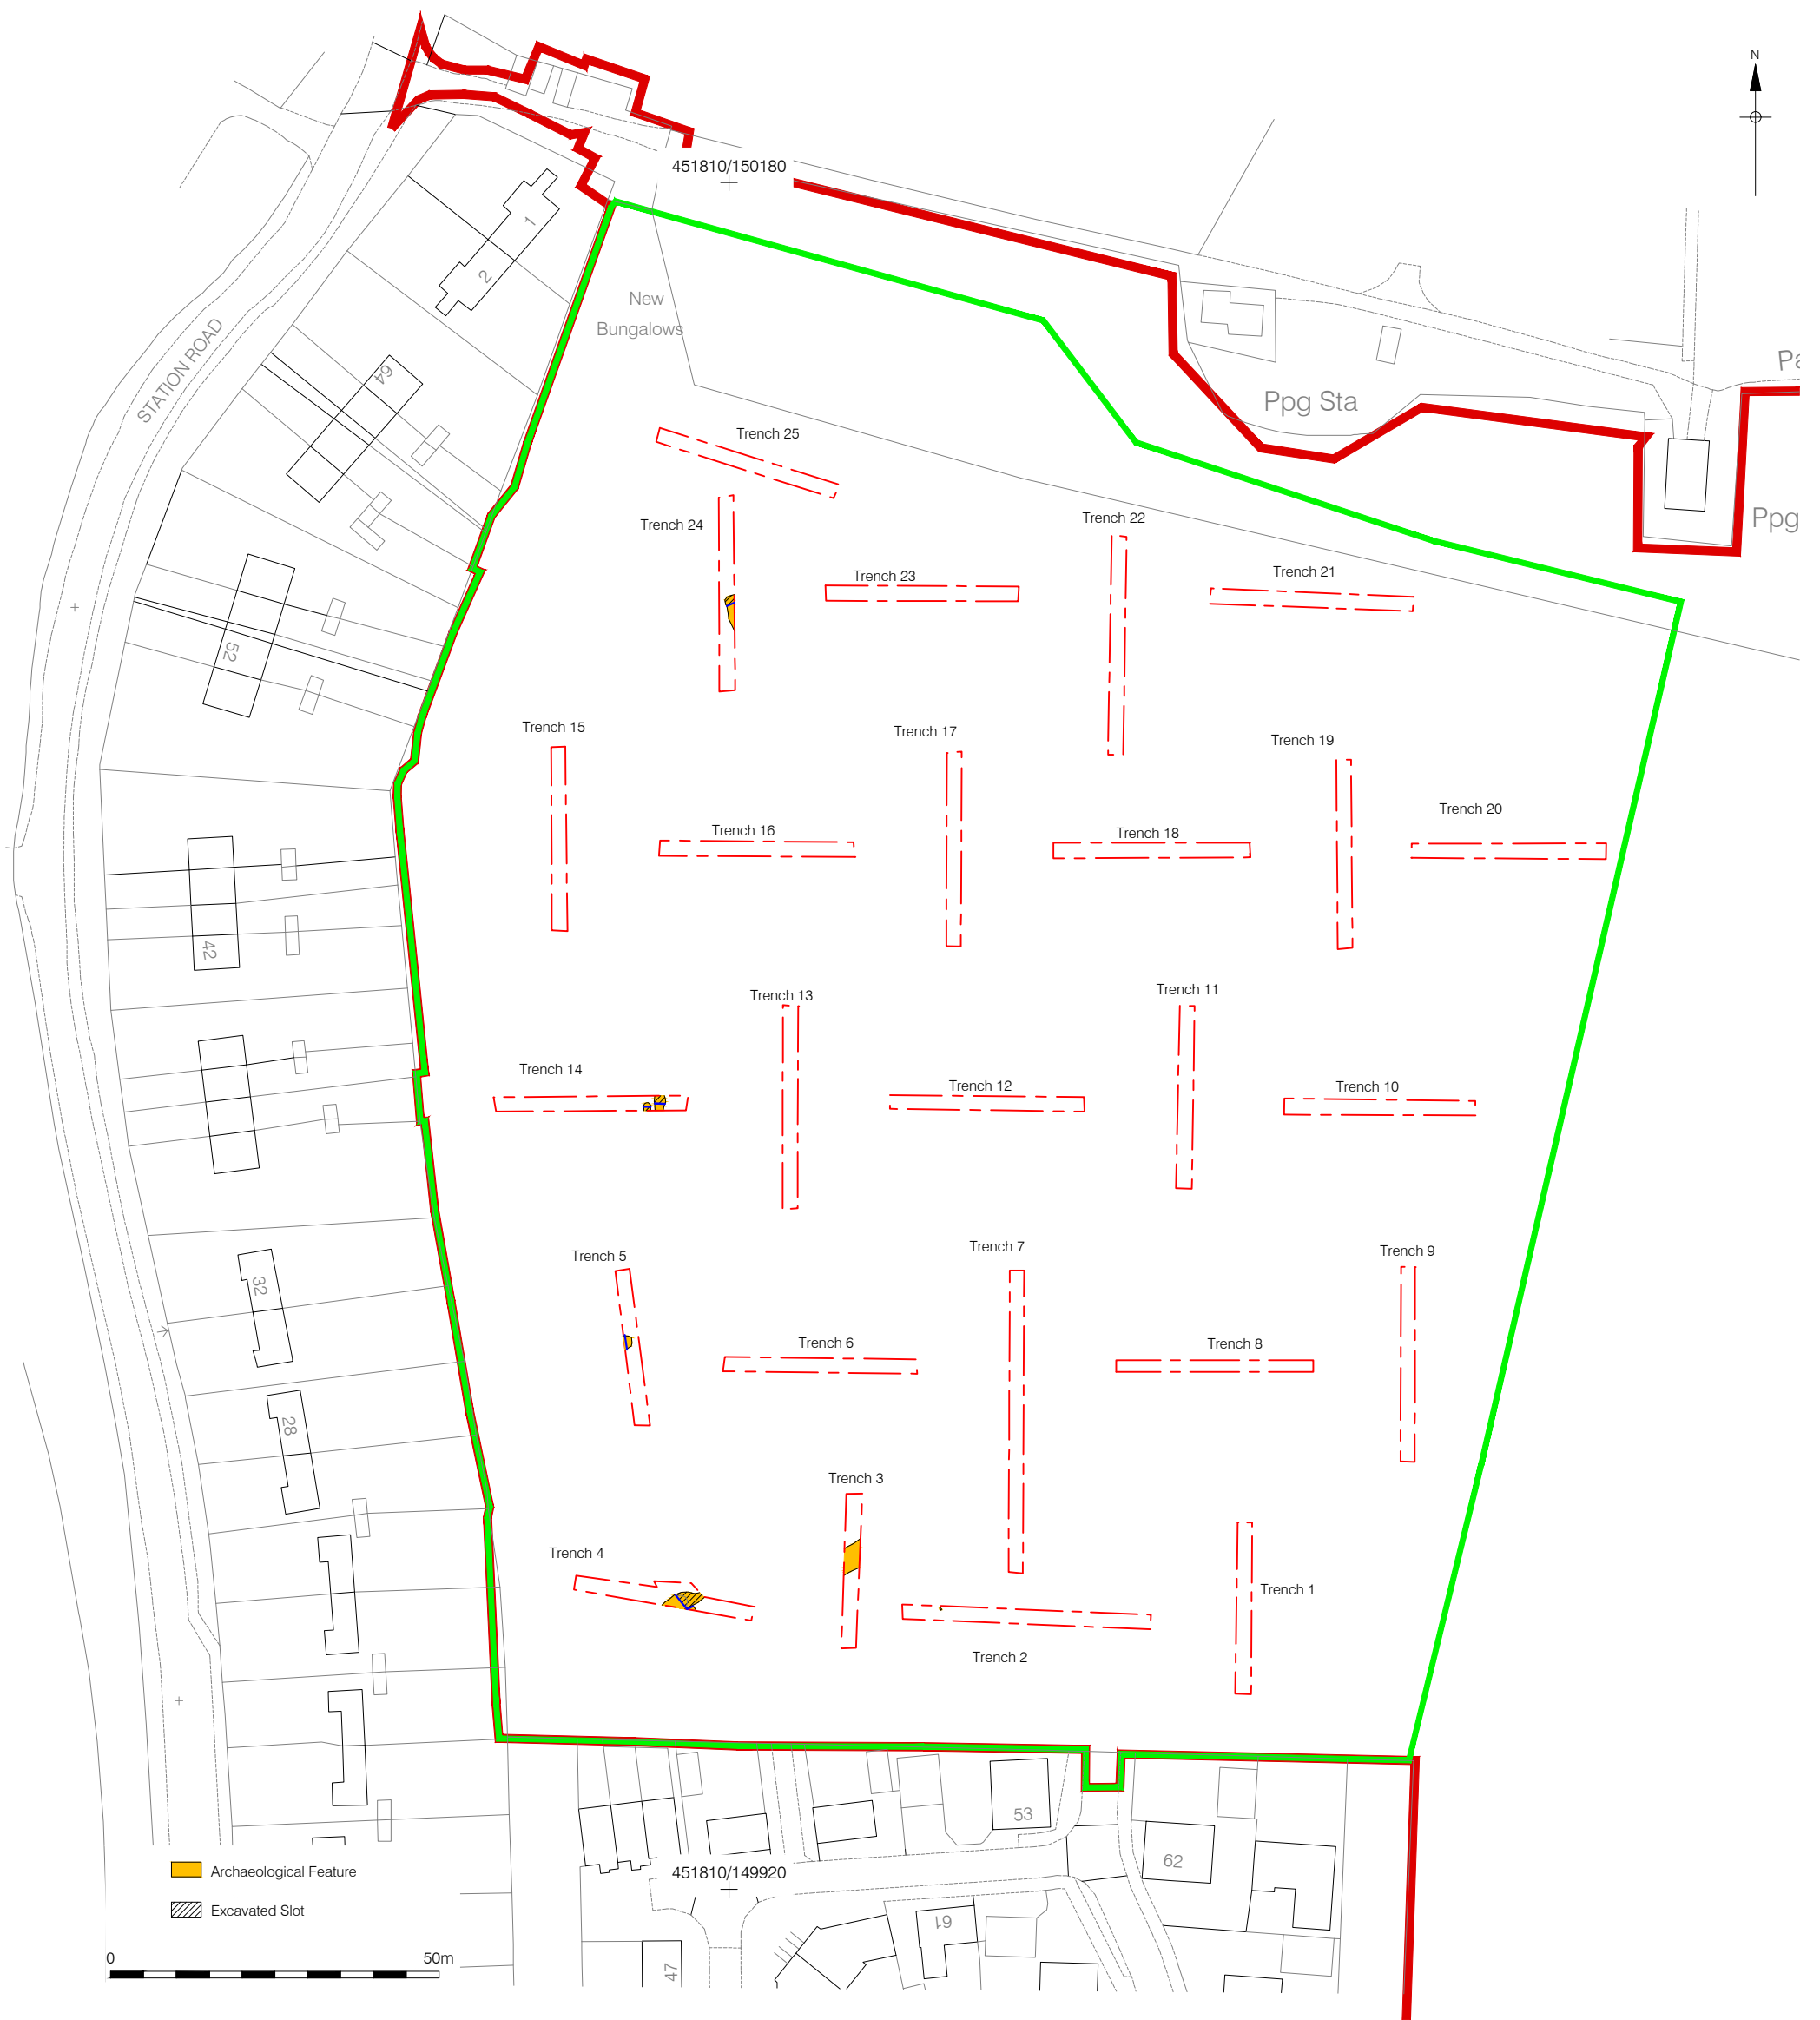 N
451810/150180
1
2
New
Bungalows
STATION ROAD
64
Ppg Sta
Pa
Ppg
Trench 25
Trench 24
Trench 22
Trench 23
Trench 21
52
Trench 15
Trench 17
Trench 19
Trench 16
Trench 18
Trench 20
42
Trench 13
Trench 11
Trench 14
Trench 12
Trench 10
Trench 5
Trench 7
Trench 9
32
Trench 6
Trench 8
28
Trench 3
Trench 4
Trench 1
Trench 2
53
62
451810/149920
61
47
Archaeological Feature
Excavated Slot
0 50m